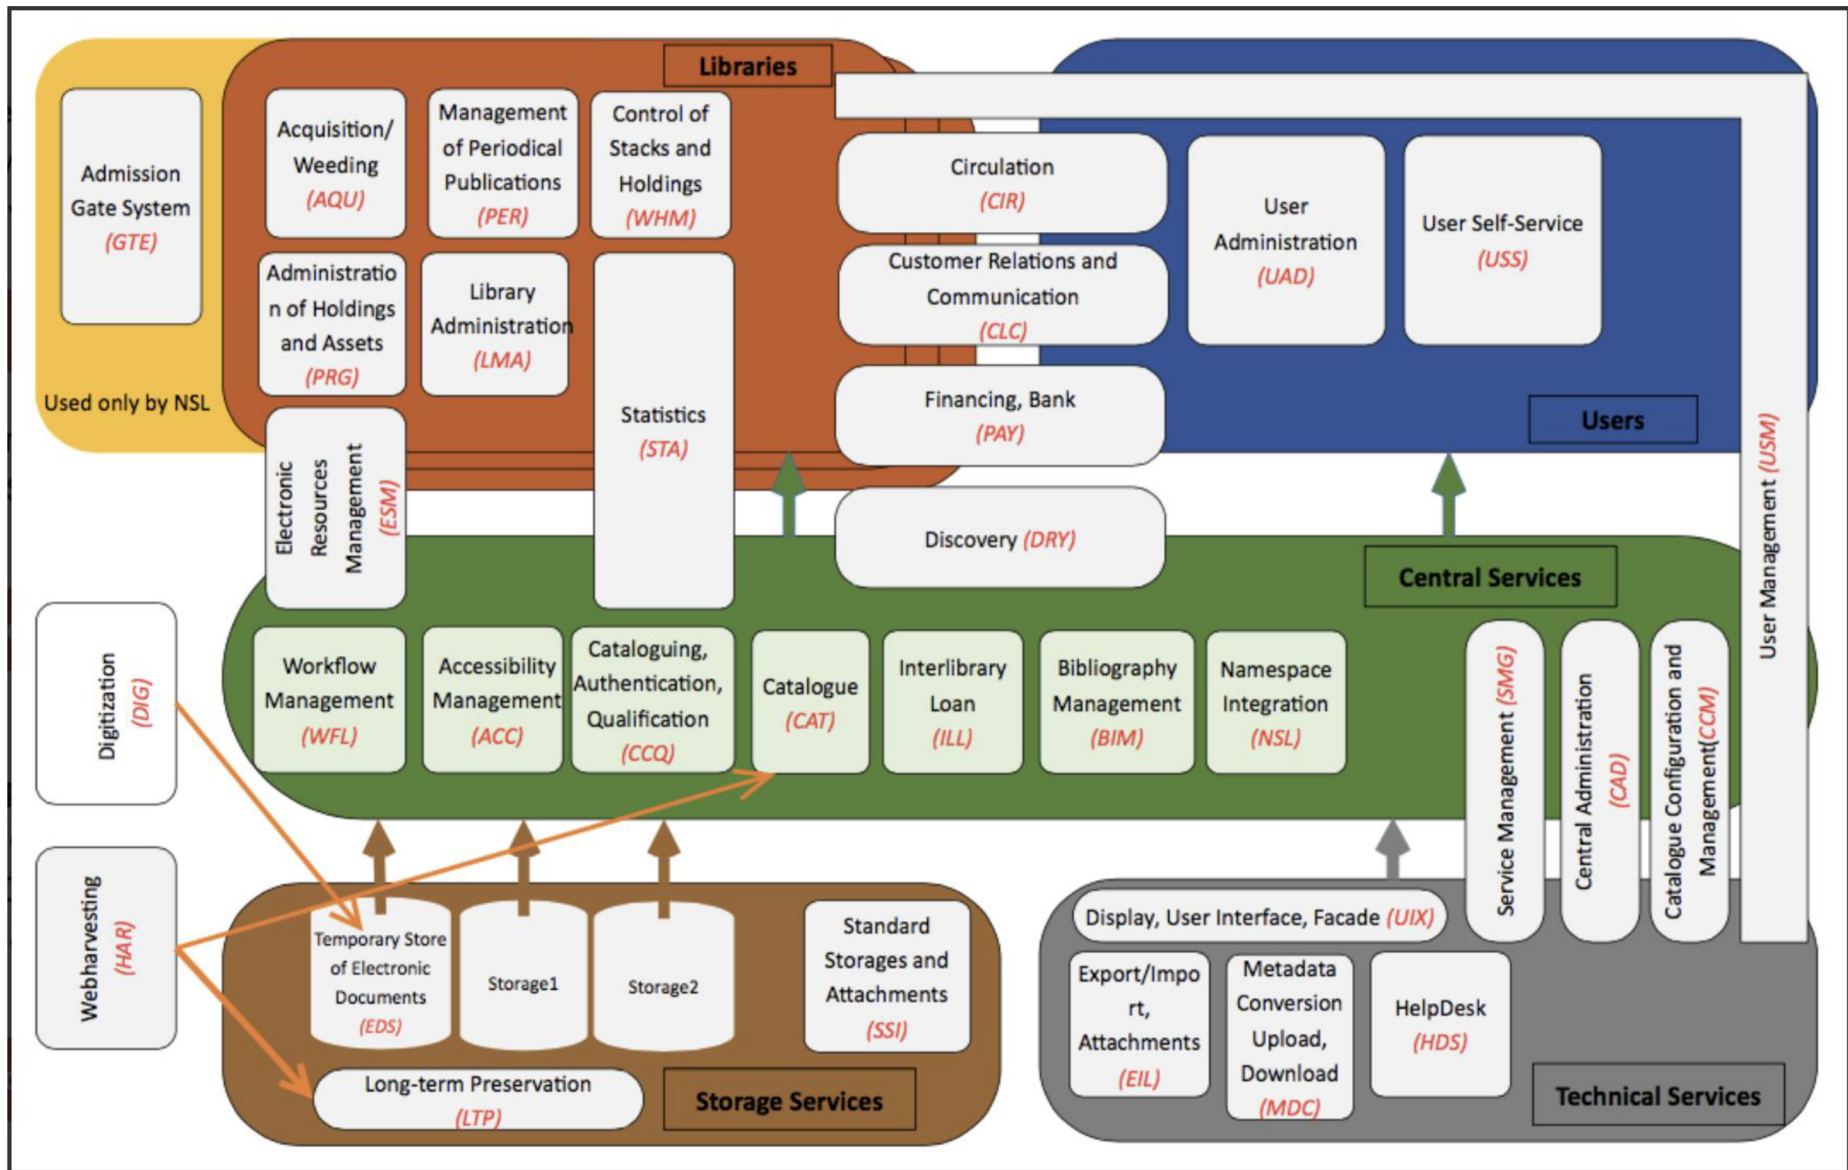 Libraries
Admission
Gate System
(GTE)
Used only by NSL
Acquisition/
Weeding
(AQU)
Management
of Periodical
Publications
(PER)
Control of
Stacks and
Holdings
(WHM)
Administratio
n of Holdings
and Assets
(PRG)
Library
Administration
(LMA)
Statistics
(STA)
Electronic
Resources
Management
(ESM)
Circulation
(CIR)
Customer Relations and
Communication
(CLC)
Financing, Bank
(PAY)
Discovery (DRY)
User
Administration
(UAD)
User Self-Service
(USS)
Users
User Management (USM)
Central Services
Workflow
Management
(WFL)
Accessibility
Management
(ACC)
Cataloguing,
Authentication,
Qualification
(CCQ)
Catalogue
(CAT)
Interlibrary
Loan
(ILL)
Bibliography
Management
(BIM)
Namespace
Integration
(NSL)
Service Management (SMG)
Central Administration
(CAD)
Catalogue Configuration and
Management(CCM)
Digitization
(DIG)
Webharvesting
(HAR)
Temporary Store
of Electronic
Documents
(EDS)
Storage1
Storage2
Standard
Storages and
Attachments
(SSI)
Long-term Preservation
(LTP)
Storage Services
Display, User Interface, Facade (UIX)
Export/Impo
rt,
Attachments
(EIL)
Metadata
Conversion
Upload,
Download
(MDC)
HelpDesk
(HDS)
Technical Services